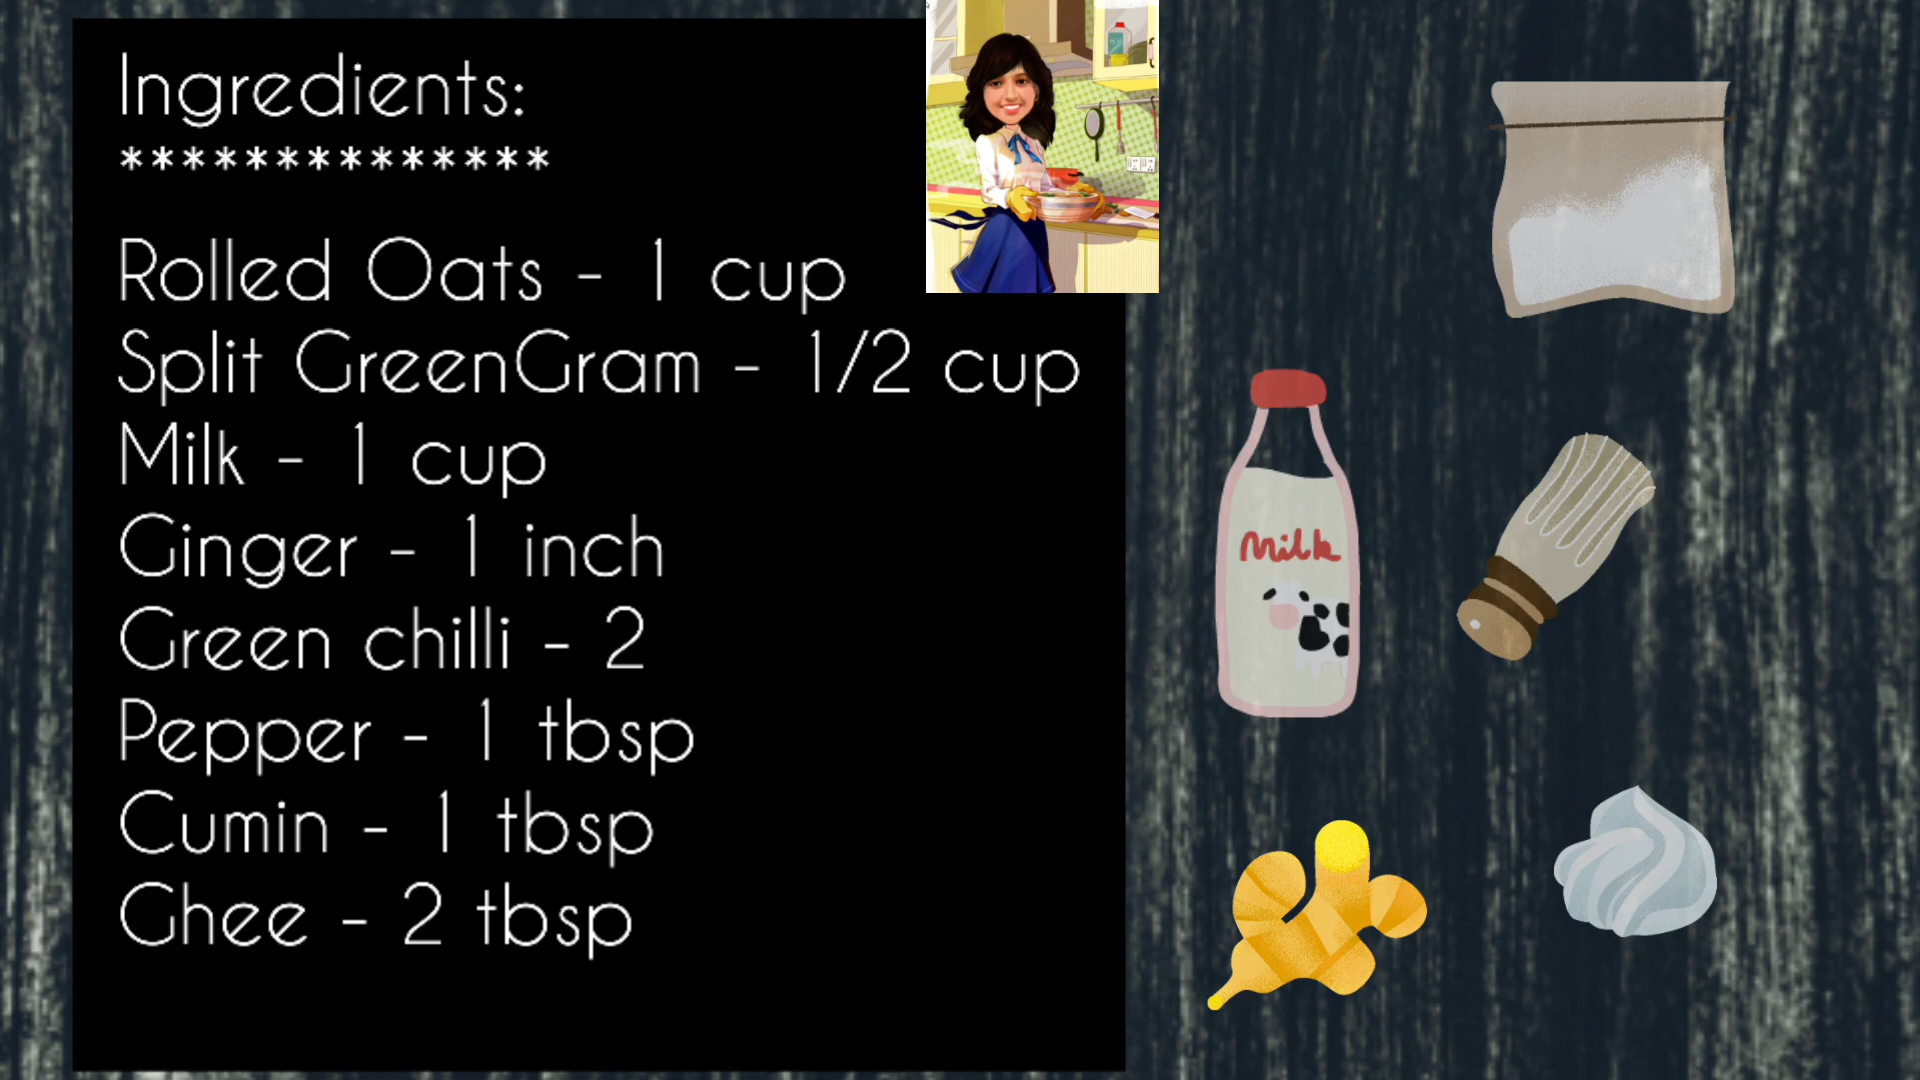 Ingredients:
**************
Rolled Oats - 1 cup
Split GreenGram - 1/2 cup
Milk - 1 cup
Ginger - 1 inch
Green chilli - 2
Pepper - 1 tbsp
Cumin - 1 tbsp
Ghee - 2 tbsp
Milk